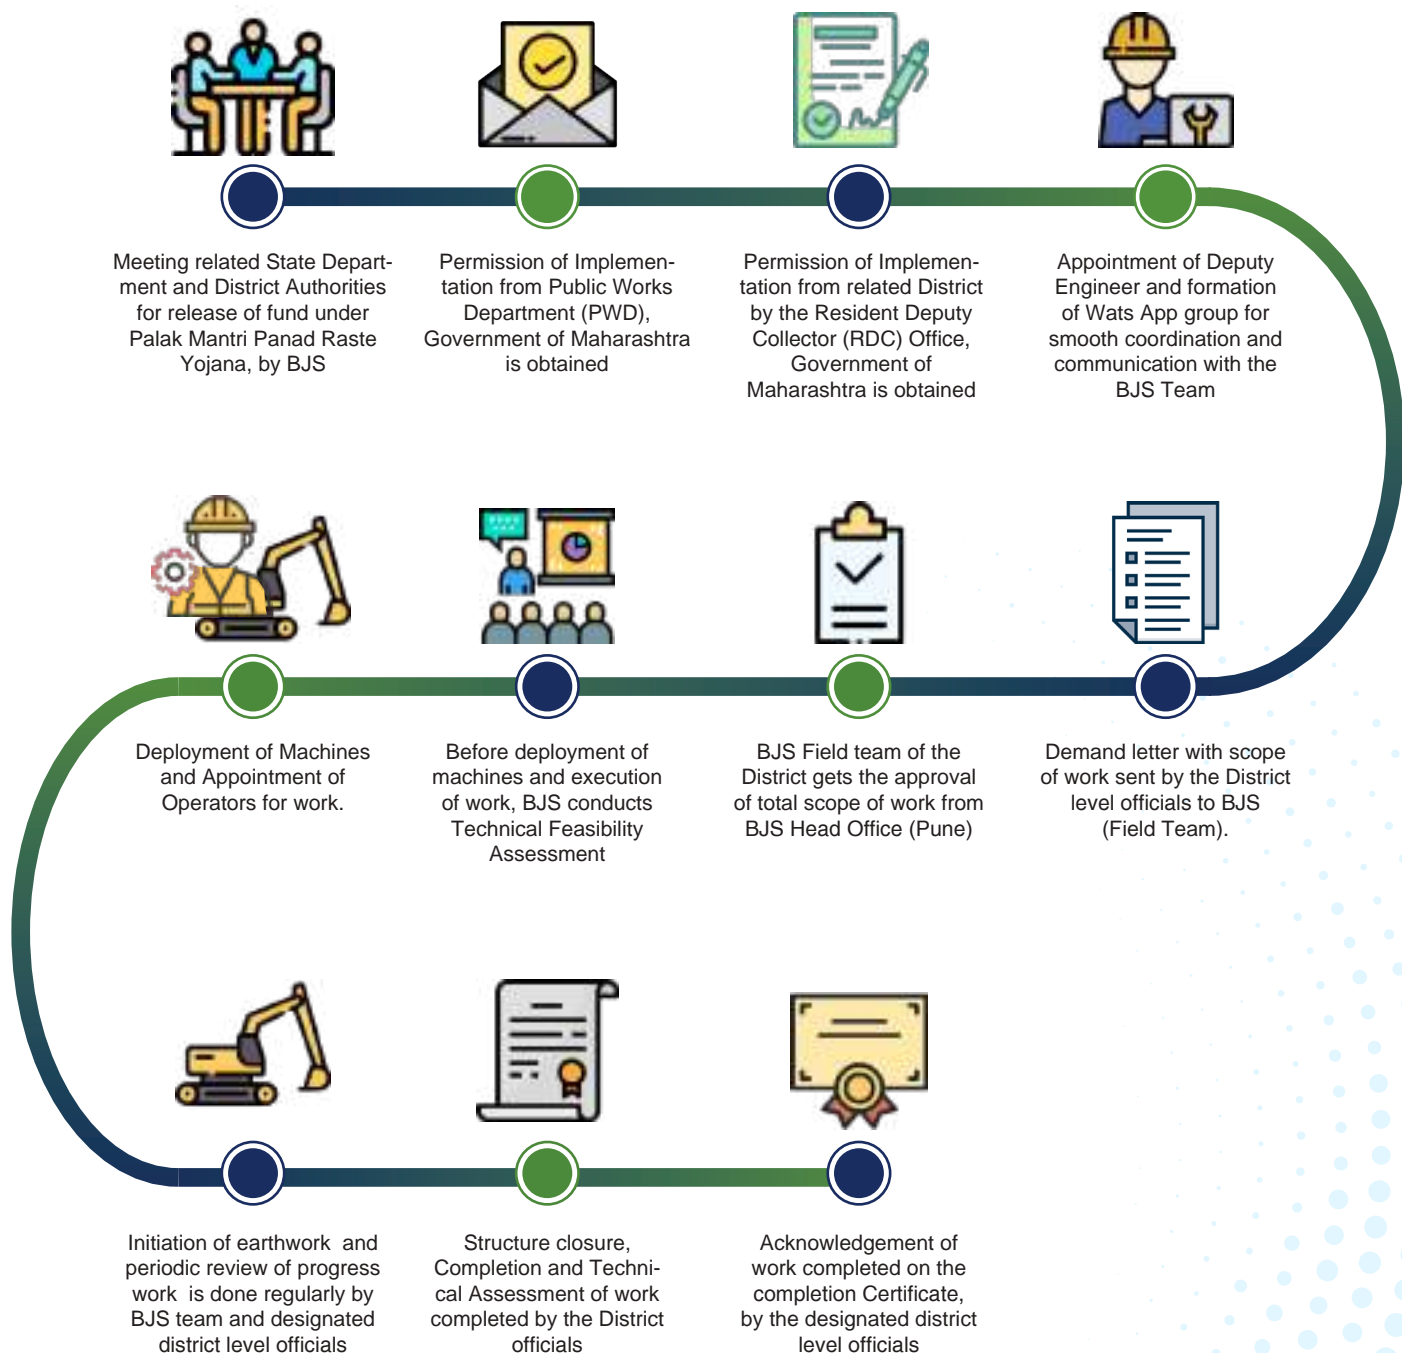 Meeting related State Depart-
ment and District Authorities
for release of fund under
Palak Mantri Panad Raste
Yojana, by BJS
Permission of Implemen-
tation from Public Works
Department (PWD),
Government of Maharashtra
is obtained
Permission of Implemen-
tation from related District
by the Resident Deputy
Collector (RDC) Office,
Government of
Maharashtra is obtained
Appointment of Deputy
Engineer and formation
of Wats App group for
smooth coordination and
communication with the
BJS Team
Demand letter with scope
of work sent by the District
level officials to BJS
(Field Team).
BJS Field team of the
District gets the approval
of total scope of work from
BJS Head Office (Pune)
Before deployment of
machines and execution
of work, BJS conducts
Technical Feasibility
Assessment
Deployment of Machines
and Appointment of
Operators for work.
Initiation of earthwork  and
periodic review of progress
work  is done regularly by
BJS team and designated
district level officials
Structure closure,
Completion and Techni-
cal Assessment of work
completed by the District
officials
Acknowledgement of
work completed on the
completion Certificate,
by the designated district
level officials